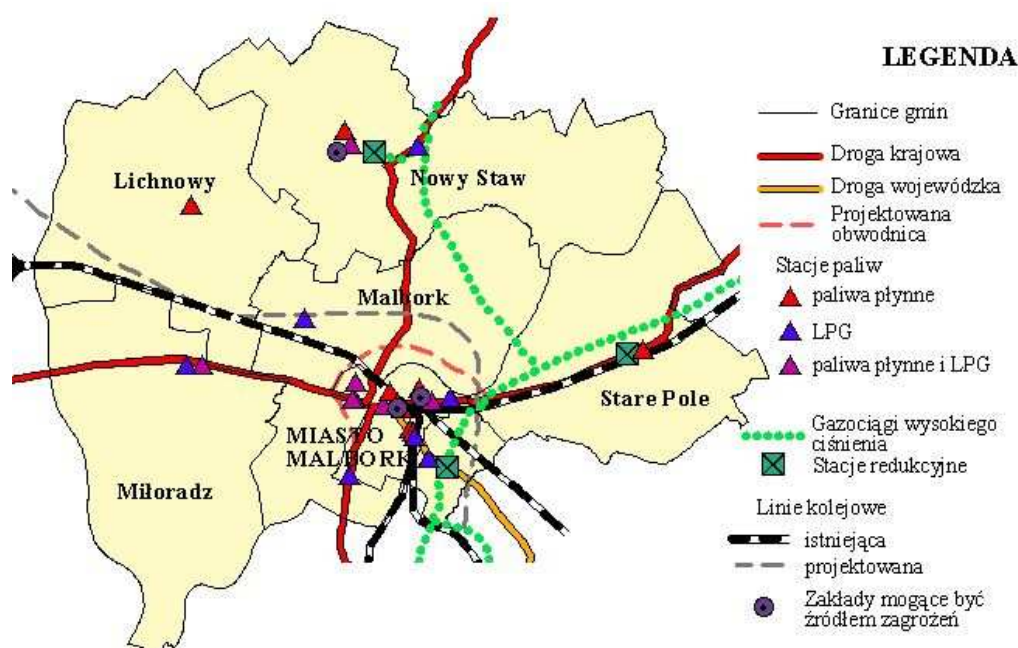 LEGENDA
Granice gmin
Droga krajowa
Droga wojewódzka
Projektowana
obwodnica
Stacje paliw
paliwa płynne
LPG
paliwa płynne i LPG
Gazociągi wysokiego
ciśnienia
Stacje redukcyjne
Linie kolejowe
istniejąca
projektowana
Zakłady mogące być
źródłem zagrożeń
Lichnowy
Nowy Staw
Malbork
Stare Pole
MIASTO
MALBORK
Miłoradz